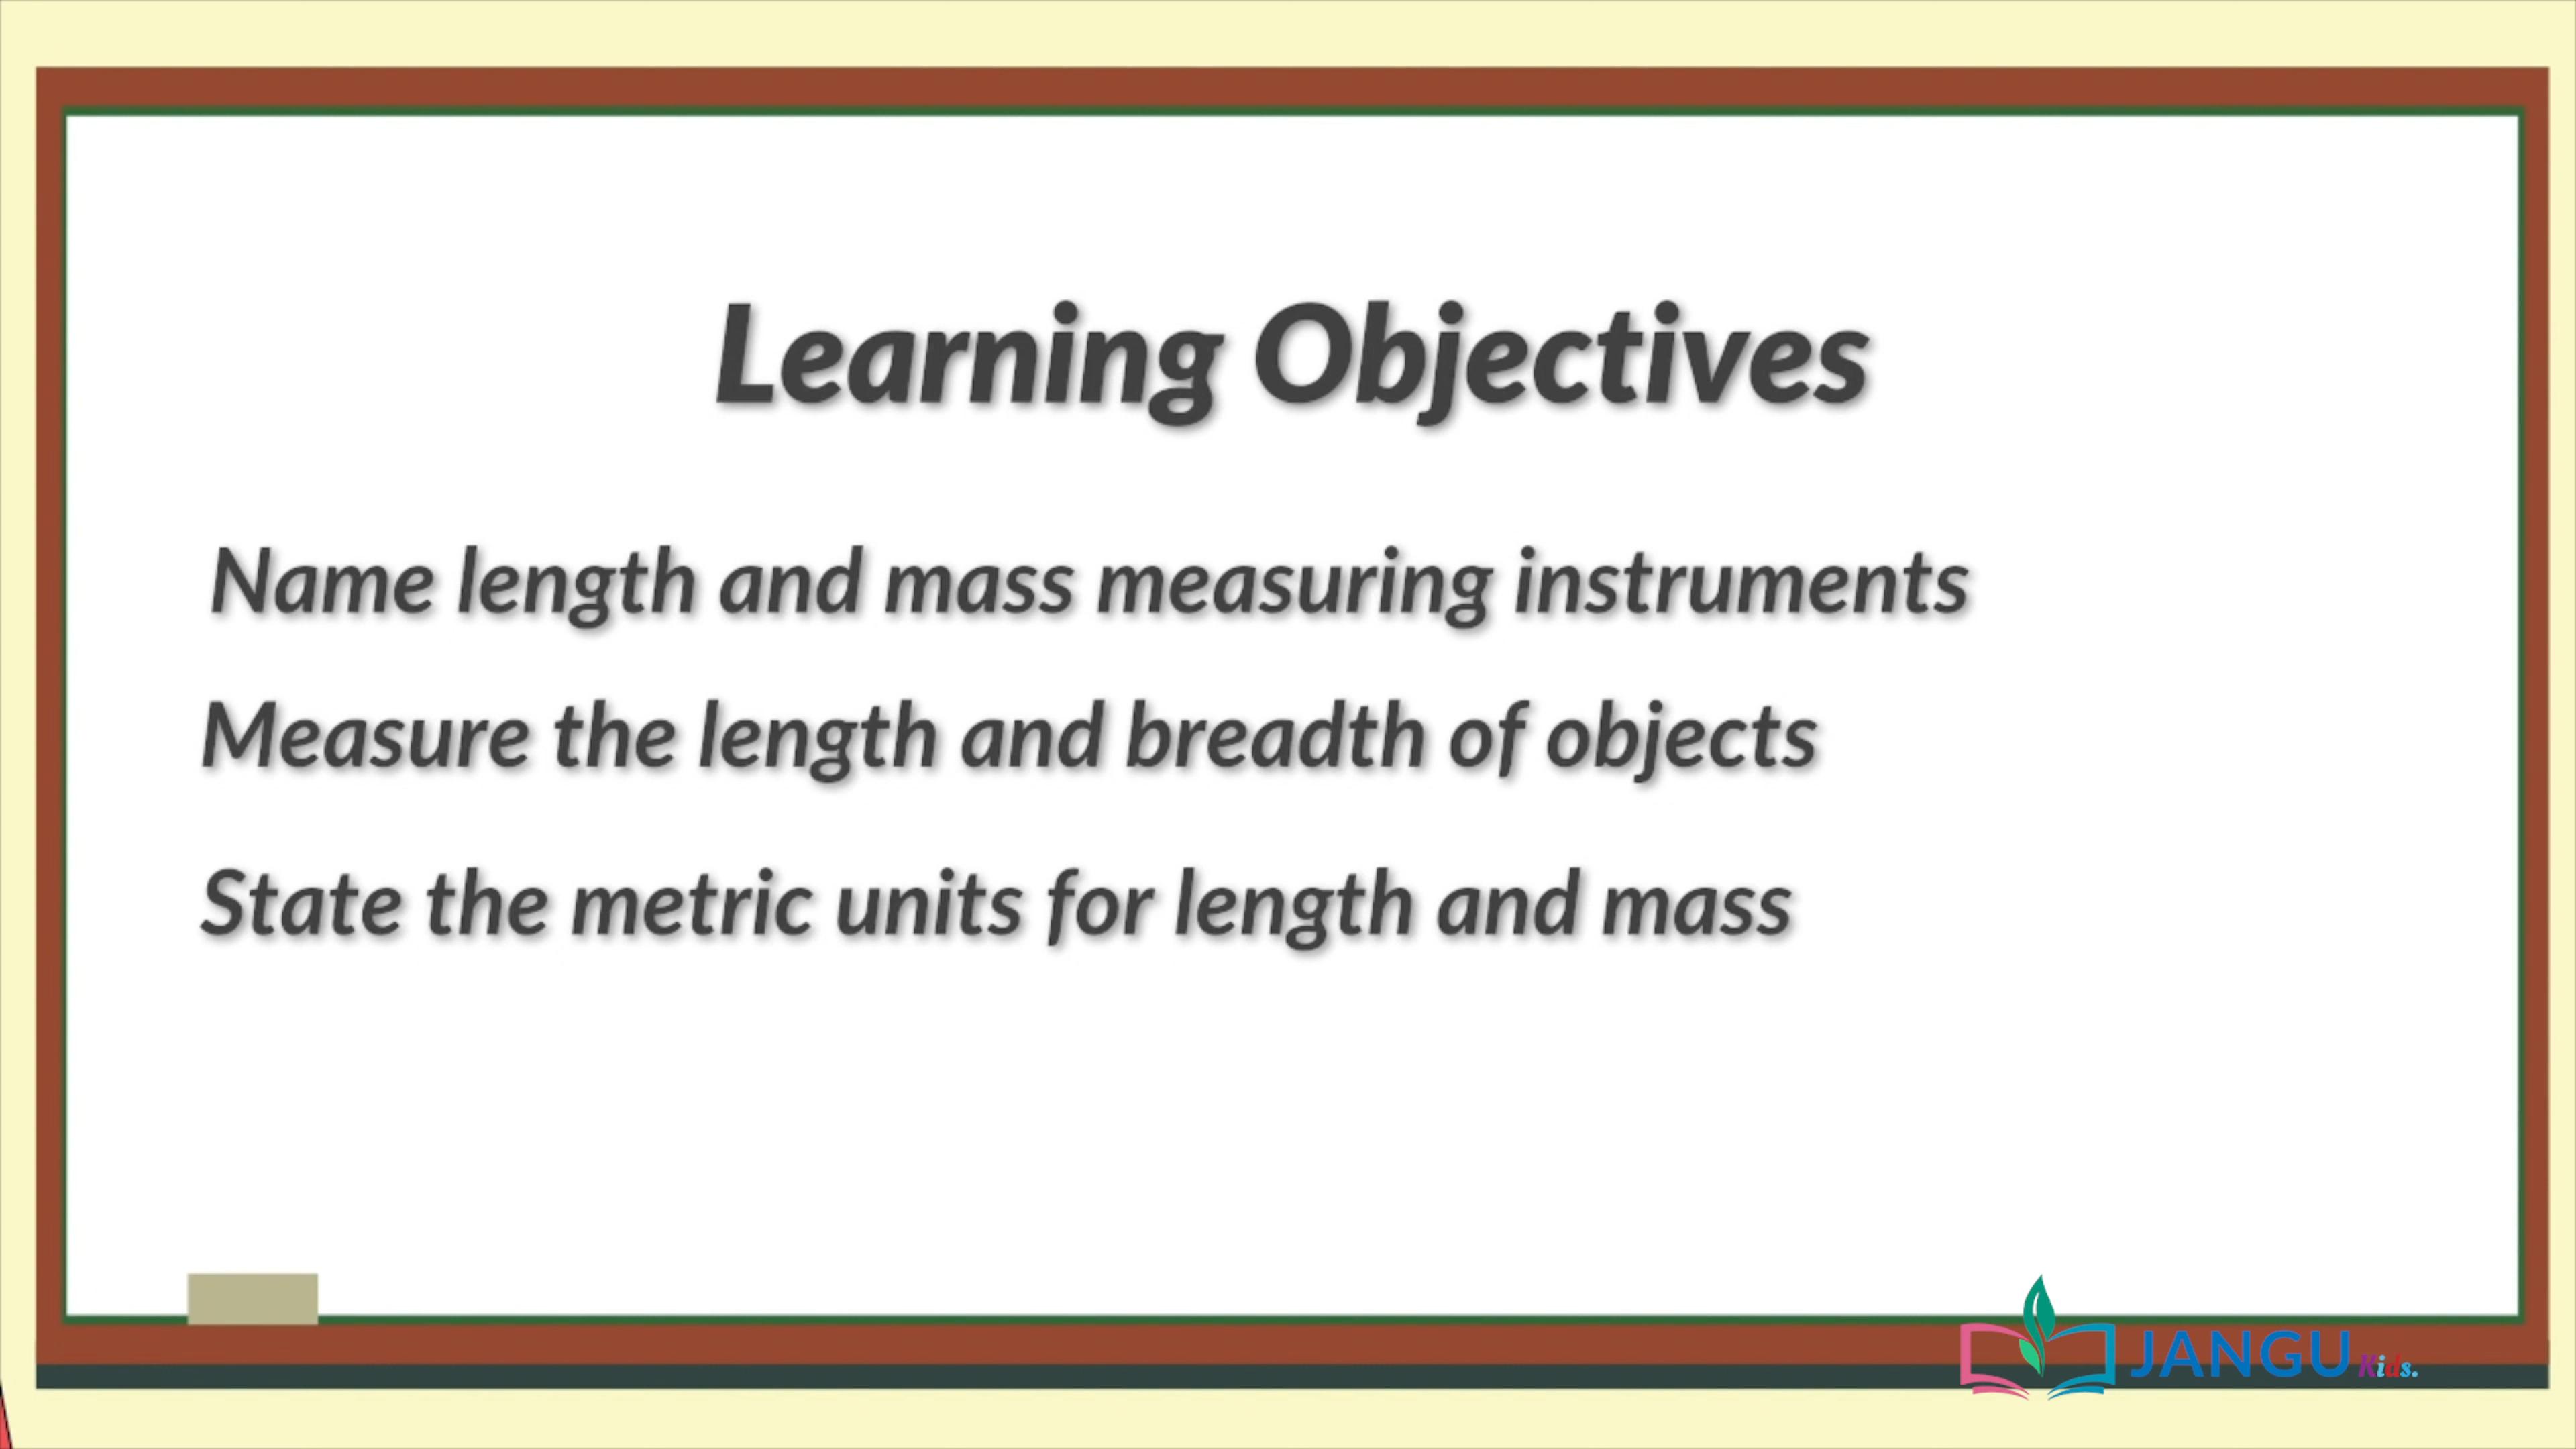 Learning Objectives
Name length and mass measuring instruments
Measure the length and breadth of objects
State the metric units for length and mass
JANGU Kids.